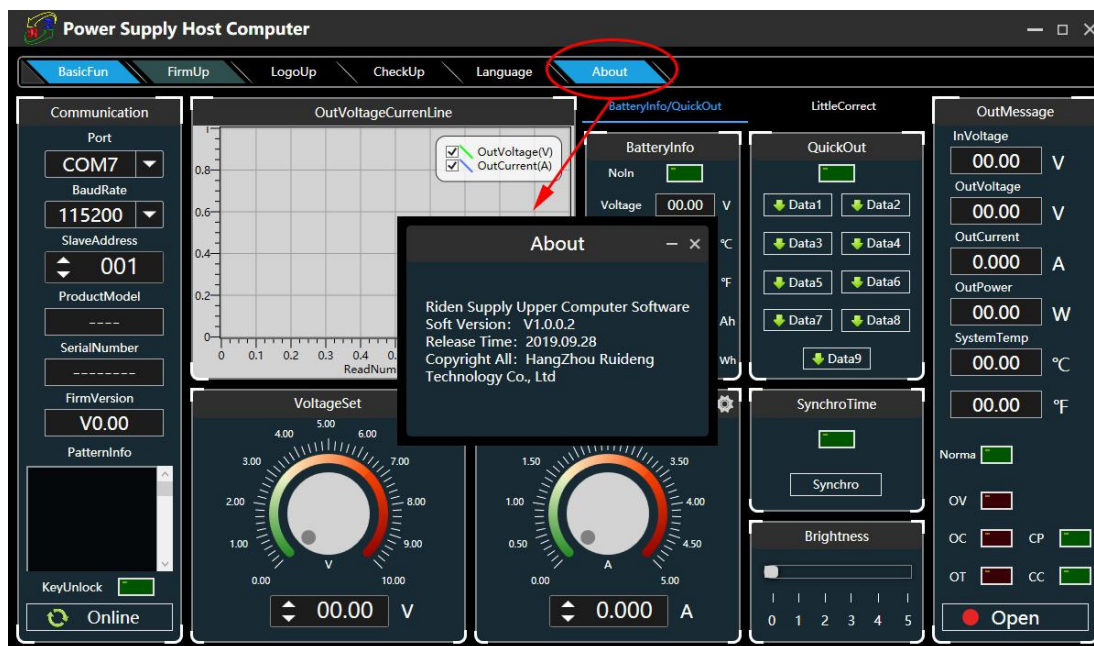 Power Supply Host Computer
BasicFun FirmUp LogoUp CheckUp Language About
Communication
Port
COM7
BaudRate
115200
SlaveAddress
001
ProductModel
----
SerialNumber
--------
FirmVersion
V0.00
PatternInfo
KeyUnlock
Online
OutVoltageCurrenLine
OutVoltage(V)
OutCurrent(A)
1
0.8
0.6
0.4
0.2
0
0 0.1 0.2 0.3 0.4 0.
ReadNum
BatteryInfo/QuickOut LittleCorrect
BatteryInfo
NoIn
Voltage 00.00 V
℃
℉
Ah
Wh
QuickOut
Data1 Data2
Data3 Data4
Data5 Data6
Data7 Data8
Data9
About
Riden Supply Upper Computer Software
Soft Version: V1.0.0.2
Release Time: 2019.09.28
Copyright All: HangZhou Ruideng
Technology Co., Ltd
VoltageSet
5.00
4.00 6.00
3.00 7.00
2.00 8.00
1.00 9.00
V
0.00 10.00
00.00 V
1.50 3.50
1.00 4.00
0.50 4.50
A
0.00 5.00
0.000 A
SynchroTime
Synchro
Brightness
0 1 2 3 4 5
OutMessage
InVoltage
00.00 V
OutVoltage
00.00 V
OutCurrent
0.000 A
OutPower
00.00 W
SystemTemp
00.00 ℃
00.00 ℉
Norma
OV
OC CP
OT CC
Open